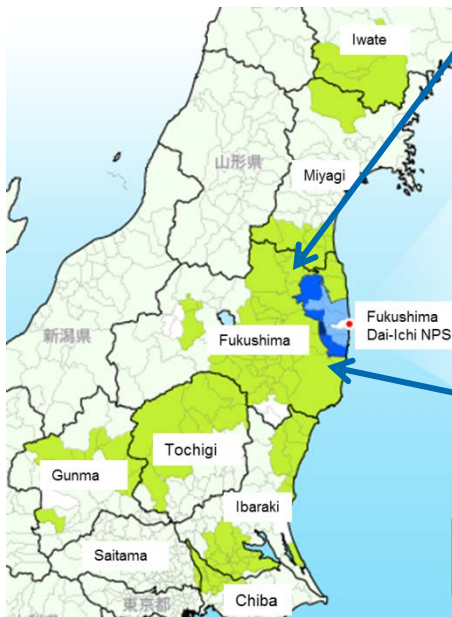 Iwate
山形県
Miyagi
新潟県
Fukushima
Fukushima
Dai-Ichi NPS
Tochigi
Gunma
Ibaraki
Saitama
東京都
Chiba